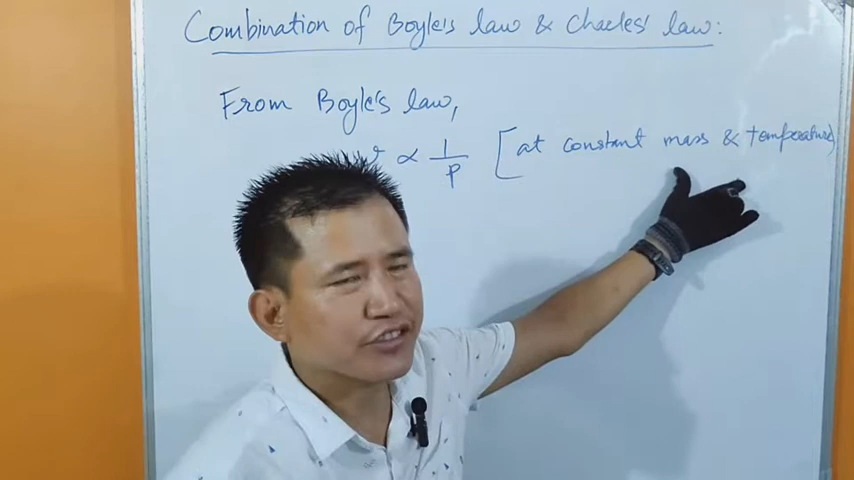 Combination of Boyle's law & Charles' law:
From Boyle's law,
v ∝ 1/P [at constant mass & temperature]